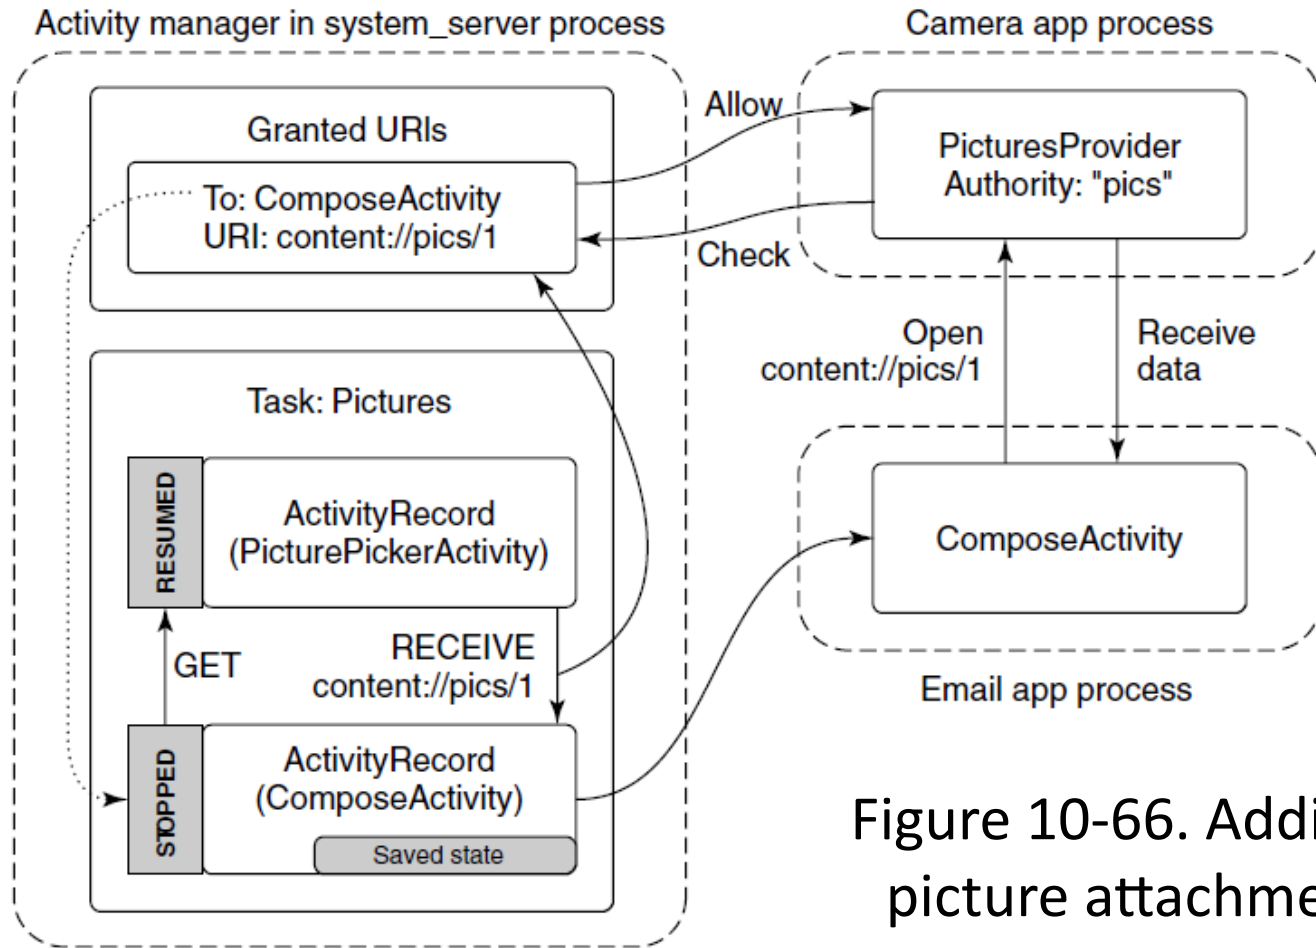 Activity manager in system_server process
Camera app process
Granted URIs
To: ComposeActivity
URI: content://pics/1
Allow
Check
PicturesProvider
Authority: "pics"
Open
content://pics/1
Receive
data
Task: Pictures
RESUMED
ActivityRecord
(PicturePickerActivity)
GET
RECEIVE
content://pics/1
STOPPED
ActivityRecord
(ComposeActivity)
Saved state
ComposeActivity
Email app process
Figure 10-66. Addi
picture attachme